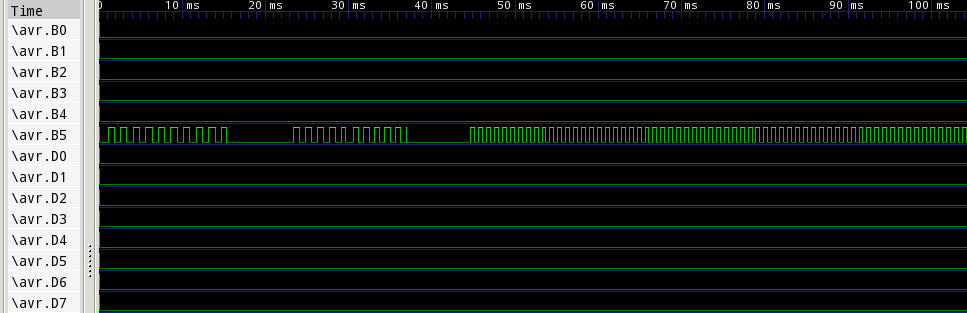 Time
0 10 ms 20 ms 30 ms 40 ms 50 ms 60 ms 70 ms 80 ms 90 ms 100 ms
\avr.B0
\avr.B1
\avr.B2
\avr.B3
\avr.B4
\avr.B5
\avr.D0
\avr.D1
\avr.D2
\avr.D3
\avr.D4
\avr.D5
\avr.D6
\avr.D7